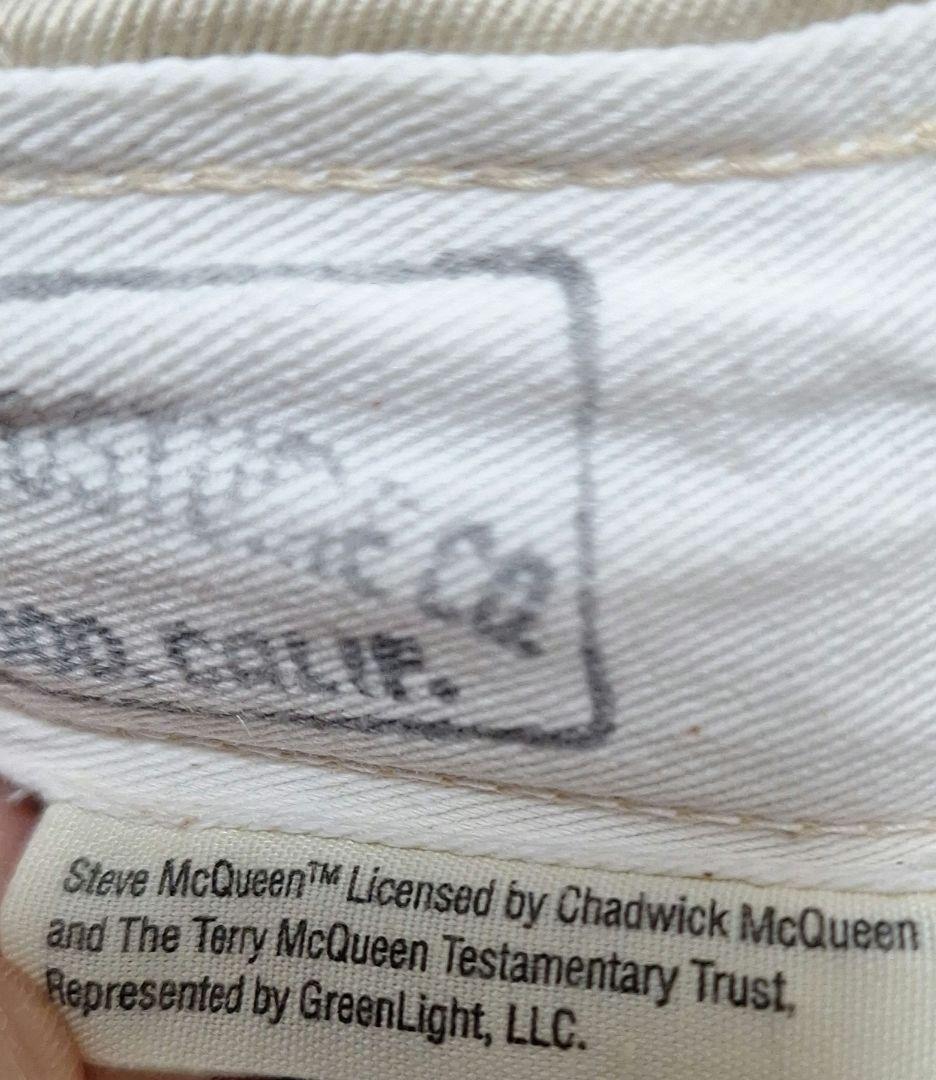 Co.
CALIF.
Steve McQueen™ Licensed by Chadwick McQueen
and The Terry McQueen Testamentary Trust,
Represented by GreenLight, LLC.